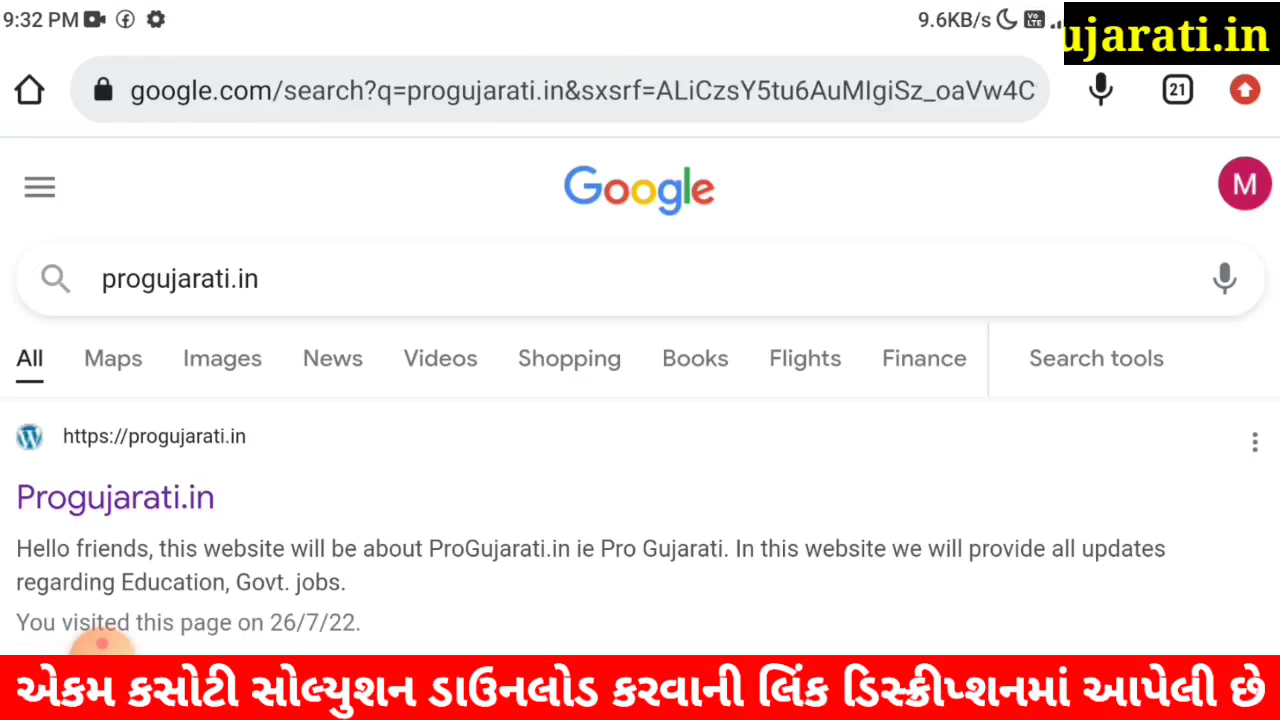 9:32 PM
9.6KB/s
Vo LTE
ujarati.in
google.com/search?q=progujarati.in&sxsrf=ALiCzsY5tu6AuMIgiSz_oaVw4C
21
Google
M
progujarati.in
All Maps Images News Videos Shopping Books Flights Finance Search tools
https://progujarati.in
Progujarati.in
Hello friends, this website will be about ProGujarati.in ie Pro Gujarati. In this website we will provide all updates
regarding Education, Govt. jobs.
You visited this page on 26/7/22.
એકમ કસોટી સોલ્યુશન ડાઉનલોડ કરવાની લિંક ડિસ્ક્રીપ્શનમાં આપેલી છે